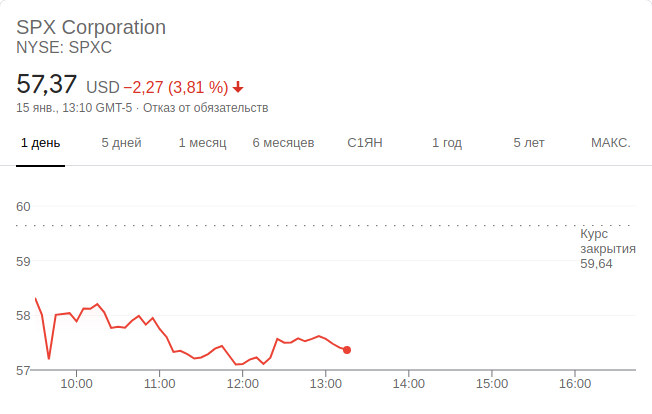 SPX Corporation
NYSE: SPXC
57,37 USD −2,27 (3,81 %)
15 янв., 13:10 GMT-5 · Отказ от обязательств
1 день 5 дней 1 месяц 6 месяцев С1ЯН 1 год 5 лет МАКС.
60
59
58
57
Курс
закрытия
59,64
10:00 11:00 12:00 13:00 14:00 15:00 16:00